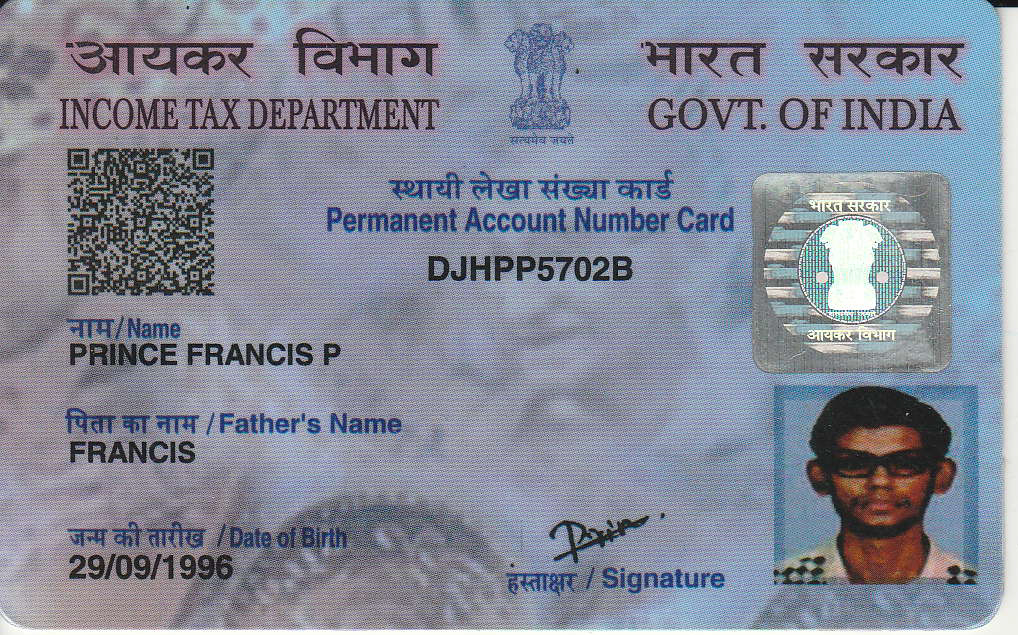 आयकर विभाग
INCOME TAX DEPARTMENT
सत्यमेव जयते
भारत सरकार
GOVT. OF INDIA
स्थायी लेखा संख्या कार्ड
Permanent Account Number Card
DJHPP5702B
भारत सरकार
आयकर विभाग
नाम/Name
PRINCE FRANCIS P
पिता का नाम /Father's Name
FRANCIS
जन्म की तारीख /Date of Birth
29/09/1996
हस्ताक्षर / Signature